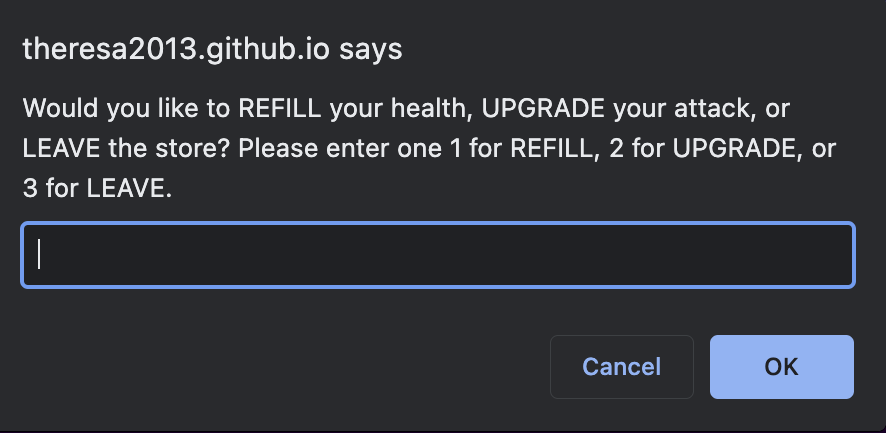 theresa2013.github.io says
Would you like to REFILL your health, UPGRADE your attack, or
LEAVE the store? Please enter one 1 for REFILL, 2 for UPGRADE, or
3 for LEAVE.
Cancel
OK